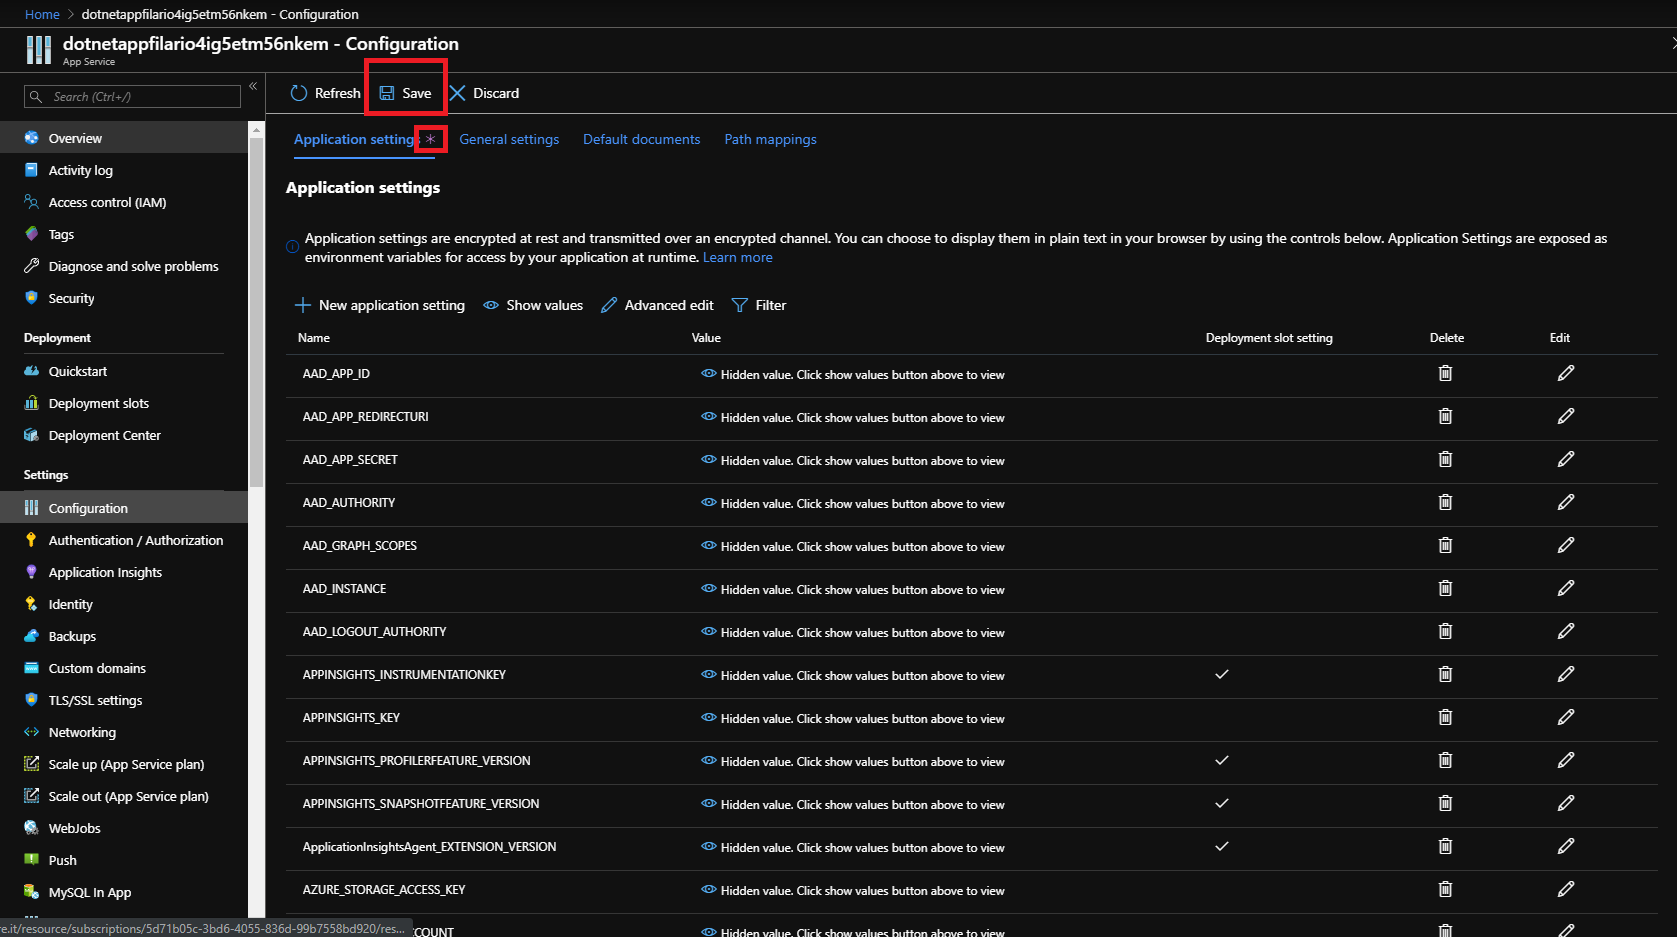 Home > dotnetappfilario4ig5etm56nkem - Configuration
dotnetappfilario4ig5etm56nkem - Configuration
App Service
Search (Ctrl+/)
«
Refresh
Save
Discard
Overview
Activity log
Access control (IAM)
Tags
Diagnose and solve problems
Security
Deployment
Quickstart
Deployment slots
Deployment Center
Settings
Configuration
Authentication / Authorization
Application Insights
Identity
Backups
Custom domains
TLS/SSL settings
Networking
Scale up (App Service plan)
Scale out (App Service plan)
WebJobs
Push
MySQL In App
re.it/resource/subscriptions/5d71b05c-3bd6-4055-836d-99b7558bd920/res...
Application setting * General settings Default documents Path mappings
Application settings
Application settings are encrypted at rest and transmitted over an encrypted channel. You can choose to display them in plain text in your browser by using the controls below. Application Settings are exposed as
environment variables for access by your application at runtime. Learn more
New application setting Show values Advanced edit Filter
Name Value Deployment slot setting Delete Edit
AAD_APP_ID Hidden value. Click show values button above to view
AAD_APP_REDIRECTURI Hidden value. Click show values button above to view
AAD_APP_SECRET Hidden value. Click show values button above to view
AAD_AUTHORITY Hidden value. Click show values button above to view
AAD_GRAPH_SCOPES Hidden value. Click show values button above to view
AAD_INSTANCE Hidden value. Click show values button above to view
AAD_LOGOUT_AUTHORITY Hidden value. Click show values button above to view
APPINSIGHTS_INSTRUMENTATIONKEY Hidden value. Click show values button above to view
APPINSIGHTS_KEY Hidden value. Click show values button above to view
APPINSIGHTS_PROFILERFEATURE_VERSION Hidden value. Click show values button above to view
APPINSIGHTS_SNAPSHOTFEATURE_VERSION Hidden value. Click show values button above to view
ApplicationInsightsAgent_EXTENSION_VERSION Hidden value. Click show values button above to view
AZURE_STORAGE_ACCESS_KEY Hidden value. Click show values button above to view
COUNT Hidden value. Click show values button above to view